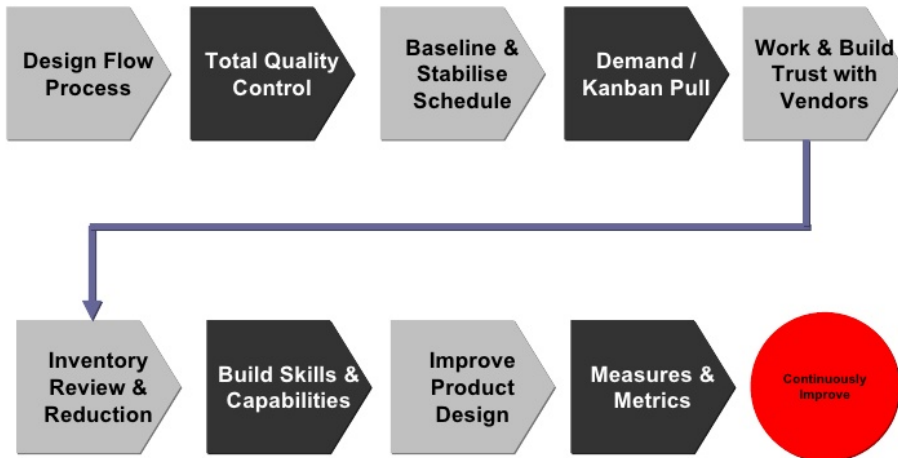 Design Flow
Process
Total Quality
Control
Baseline &
Stabilise
Schedule
Demand /
Kanban Pull
Work & Build
Trust with
Vendors
Inventory
Review &
Reduction
Build Skills &
Capabilities
Improve
Product
Design
Measures &
Metrics
Continuously
Improve